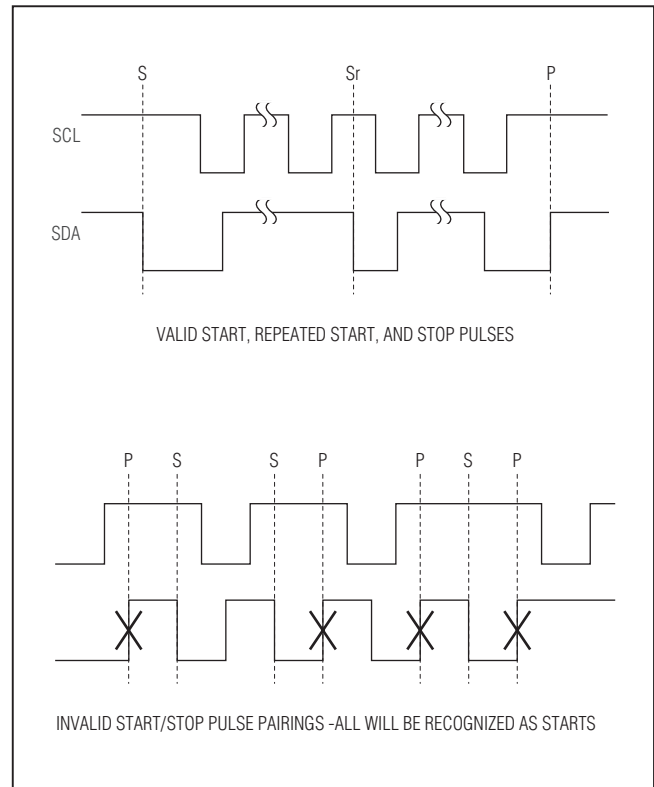 S Sr P
SCL
SDA
VALID START, REPEATED START, AND STOP PULSES
P S S P P S P
INVALID START/STOP PULSE PAIRINGS -ALL WILL BE RECOGNIZED AS STARTS